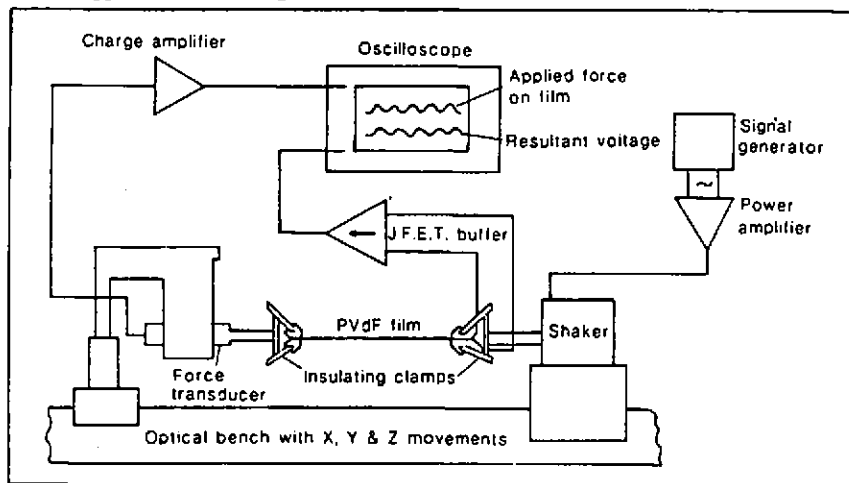 Charge amplifier
Oscilloscope
Applied force
on film
Resultant voltage
Signal
generator
~
Power
amplifier
J.F.E.T. buffer
PVdF film
Shaker
Force
transducer
Insulating clamps
Optical bench with X, Y & Z movements